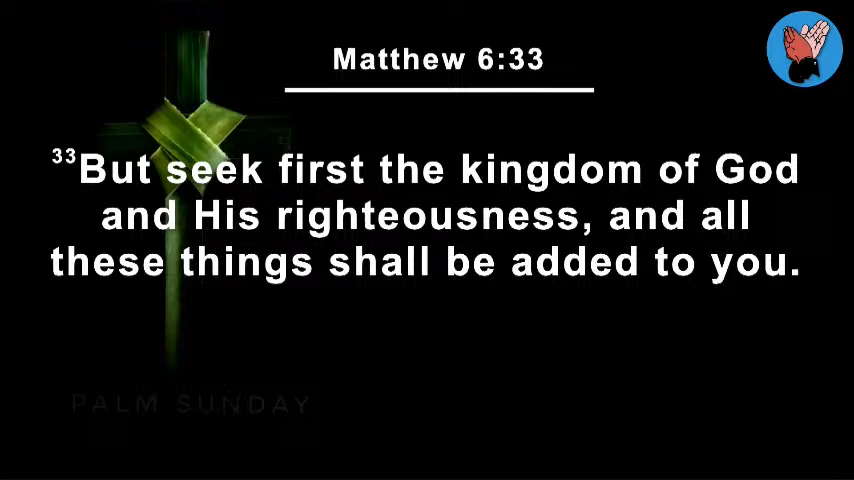 Matthew 6:33
33But seek first the kingdom of God
and His righteousness, and all
these things shall be added to you.
PALM SUNDAY